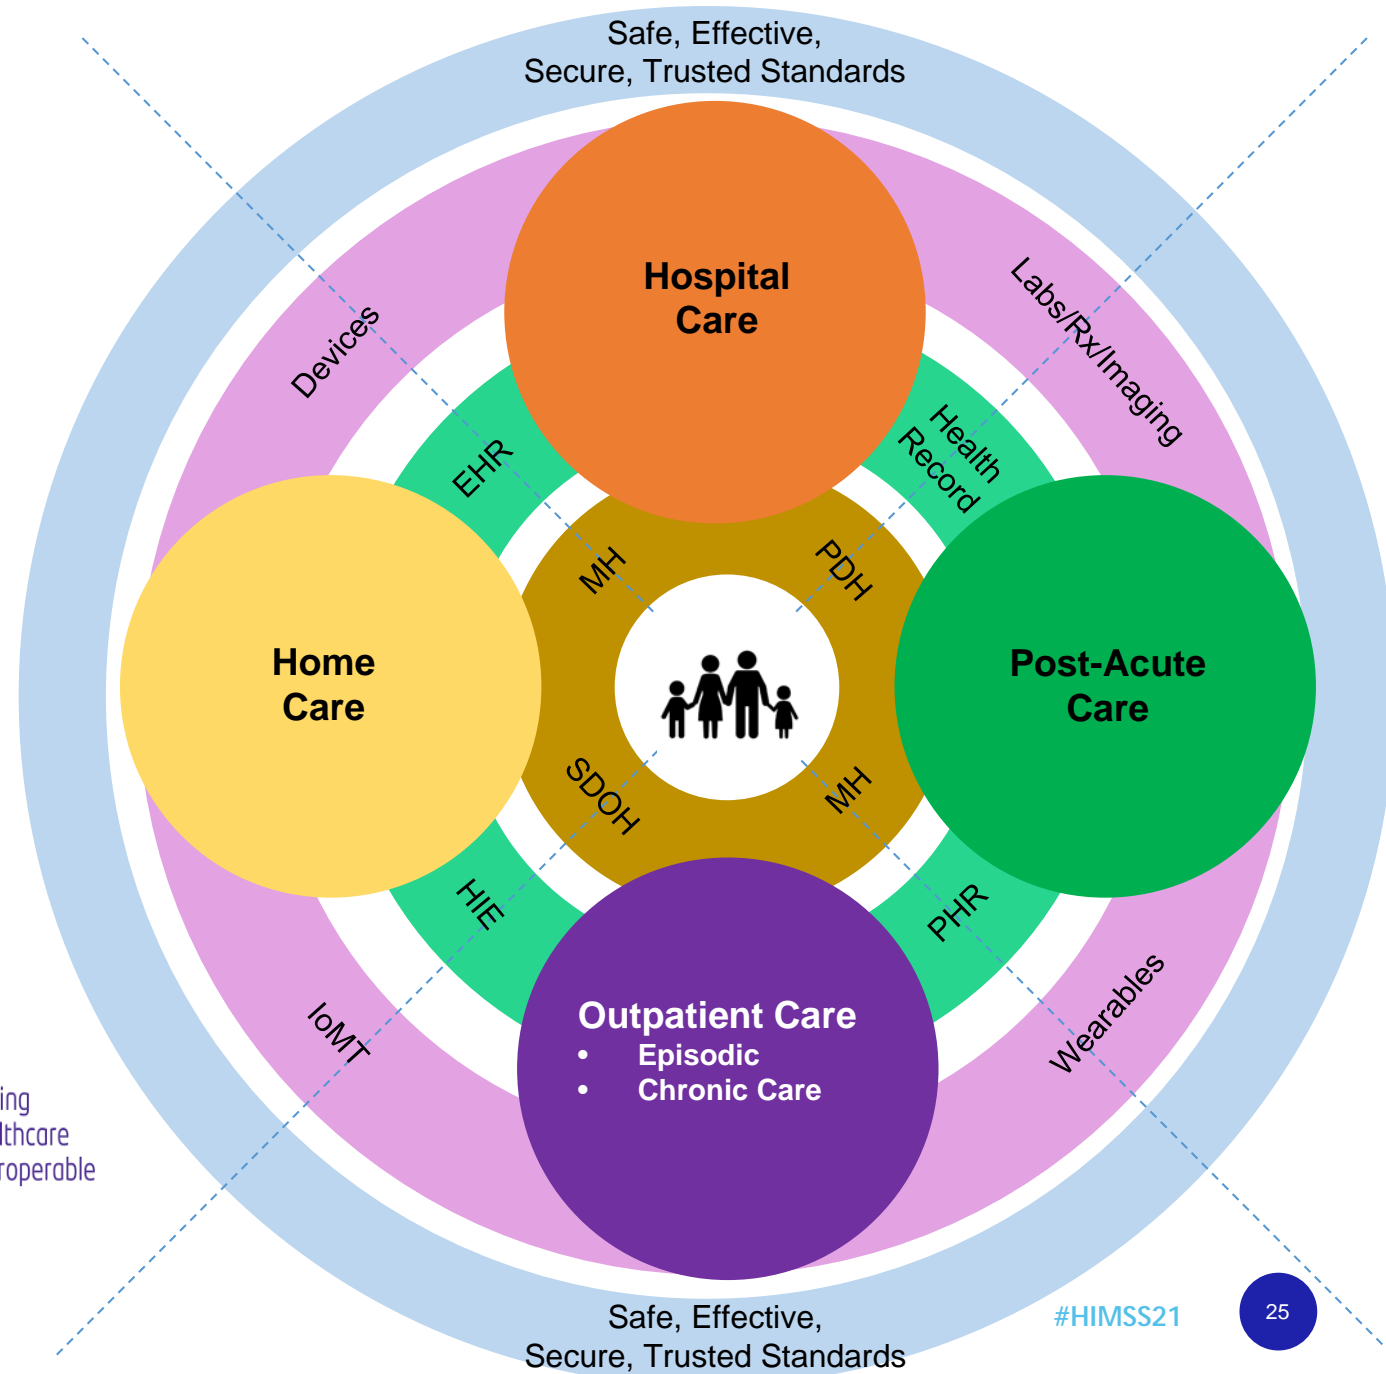 Safe, Effective,
Secure, Trusted Standards
Hospital
Care
Devices
Labs/Rx/Imaging
EHR
Health
Record
MH
PDH
Home
Care
Post-Acute
Care
SDOH
MH
HIE
PHR
Outpatient Care
• Episodic
• Chronic Care
IoMT
Wearables
ing
lthcare
roperable
Safe, Effective,
Secure, Trusted Standards
#HIMSS21
25